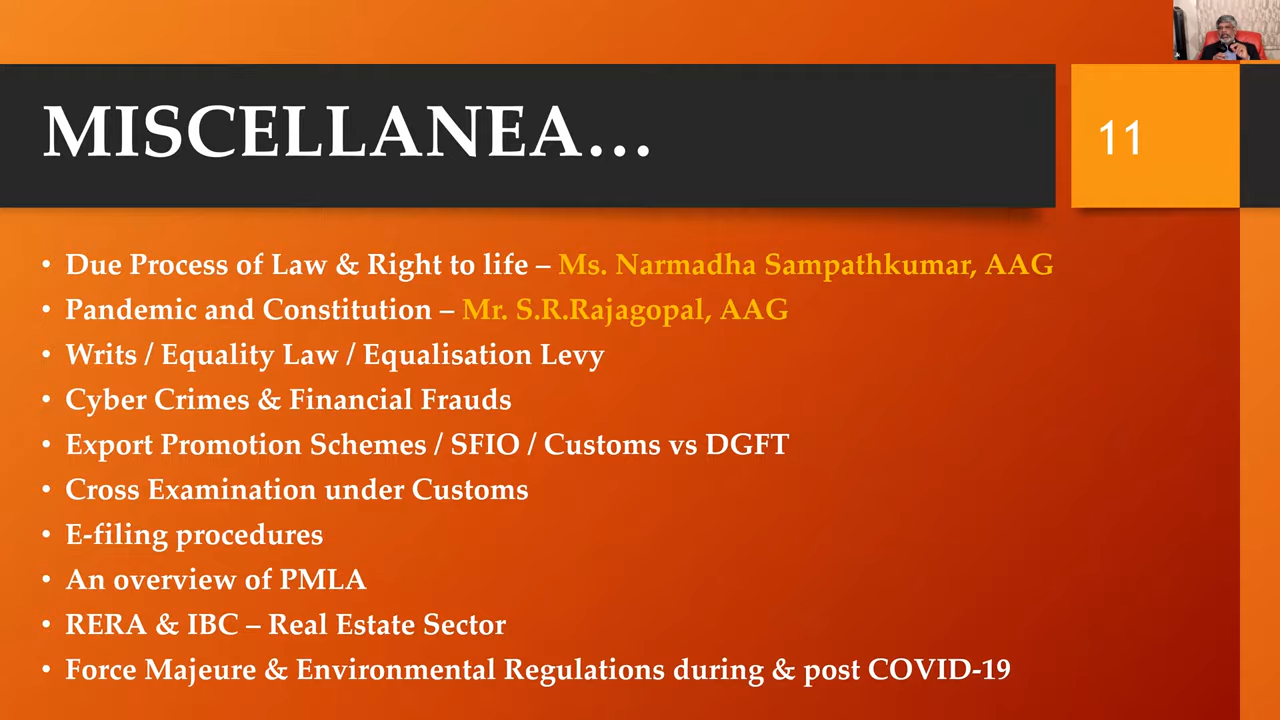 MISCELLANEA...
11
• Due Process of Law & Right to life – Ms. Narmadha Sampathkumar, AAG
• Pandemic and Constitution – Mr. S.R.Rajagopal, AAG
• Writs / Equality Law / Equalisation Levy
• Cyber Crimes & Financial Frauds
• Export Promotion Schemes / SFIO / Customs vs DGFT
• Cross Examination under Customs
• E-filing procedures
• An overview of PMLA
• RERA & IBC – Real Estate Sector
• Force Majeure & Environmental Regulations during & post COVID-19